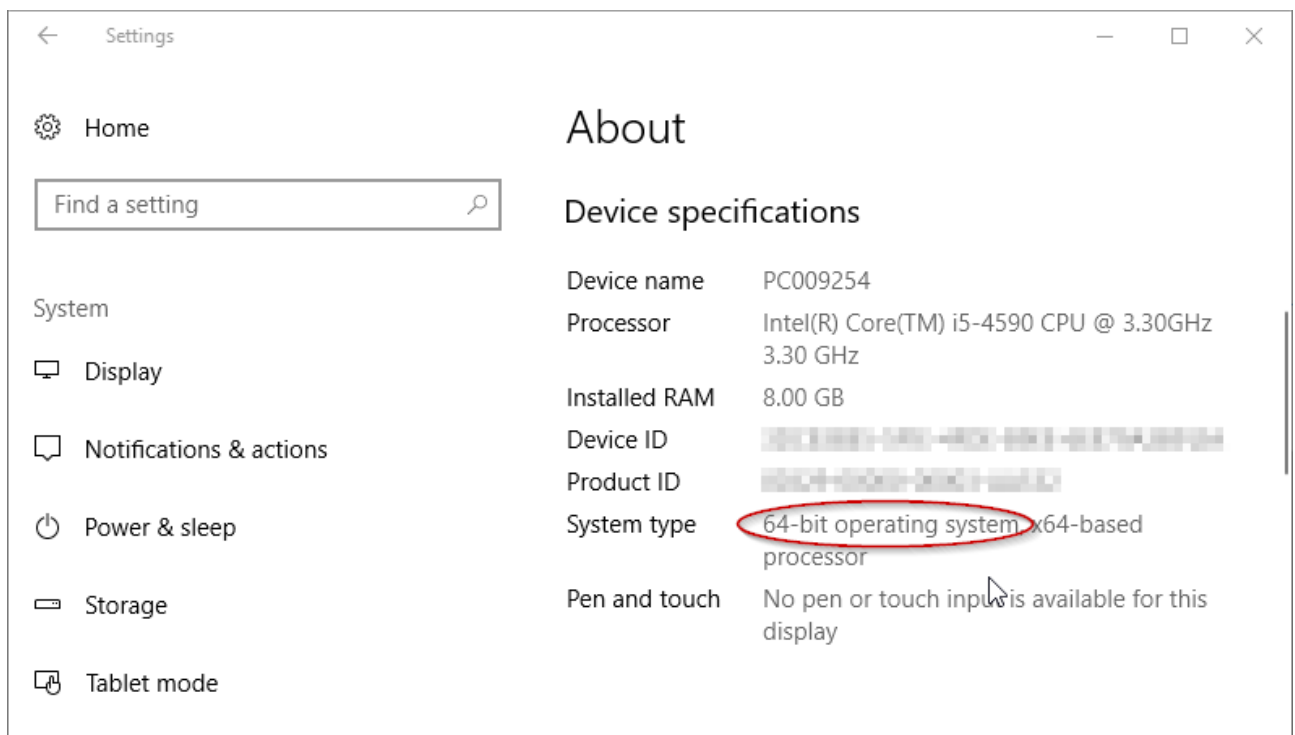 Settings
Home
Find a setting
System
Display
Notifications & actions
Power & sleep
Storage
Tablet mode
About
Device specifications
Device name PC009254
Processor Intel(R) Core(TM) i5-4590 CPU @ 3.30GHz
3.30 GHz
Installed RAM 8.00 GB
Device ID
Product ID
System type 64-bit operating system, x64-based
processor
Pen and touch No pen or touch input is available for this
display